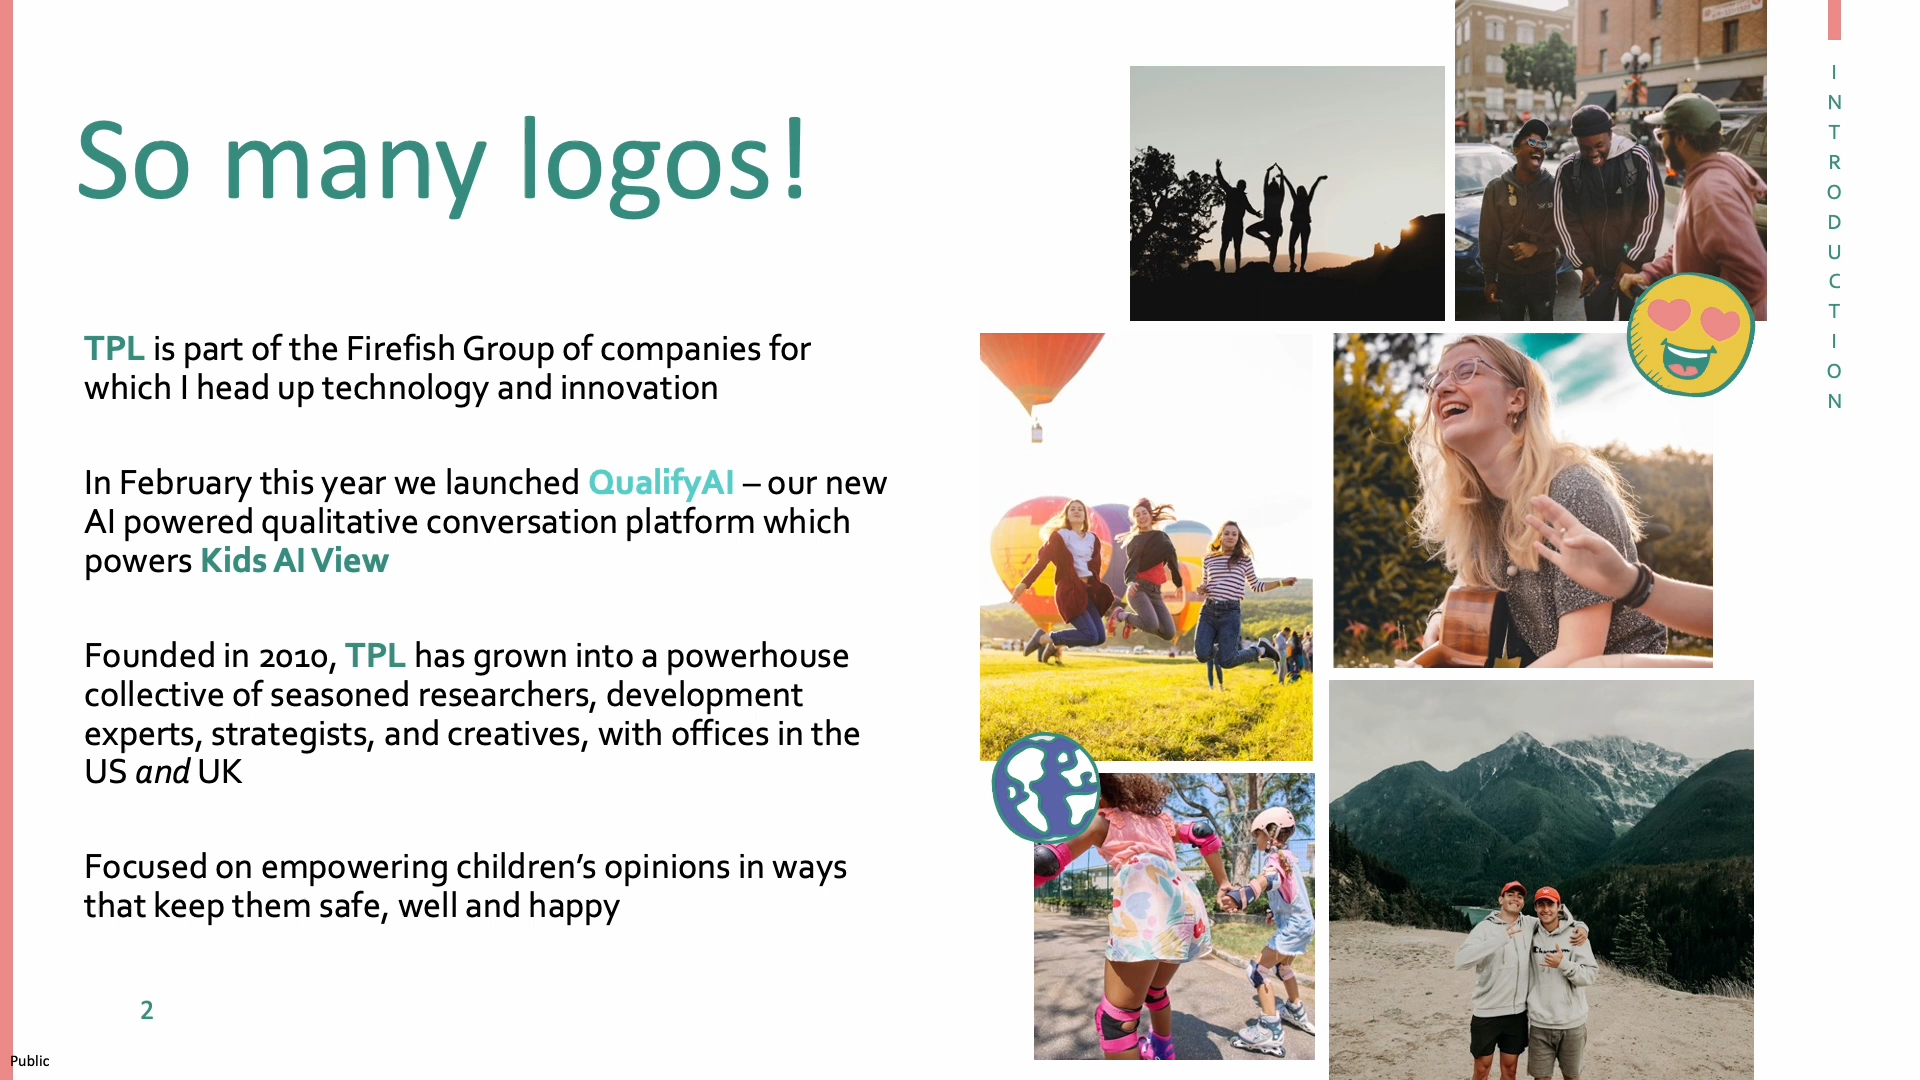 So many logos!
TPL is part of the Firefish Group of companies for
which I head up technology and innovation
In February this year we launched QualifyAI – our new
AI powered qualitative conversation platform which
powers Kids AI View
Founded in 2010, TPL has grown into a powerhouse
collective of seasoned researchers, development
experts, strategists, and creatives, with offices in the
US and UK
Focused on empowering children’s opinions in ways
that keep them safe, well and happy
2
Public
INTRODUCTION